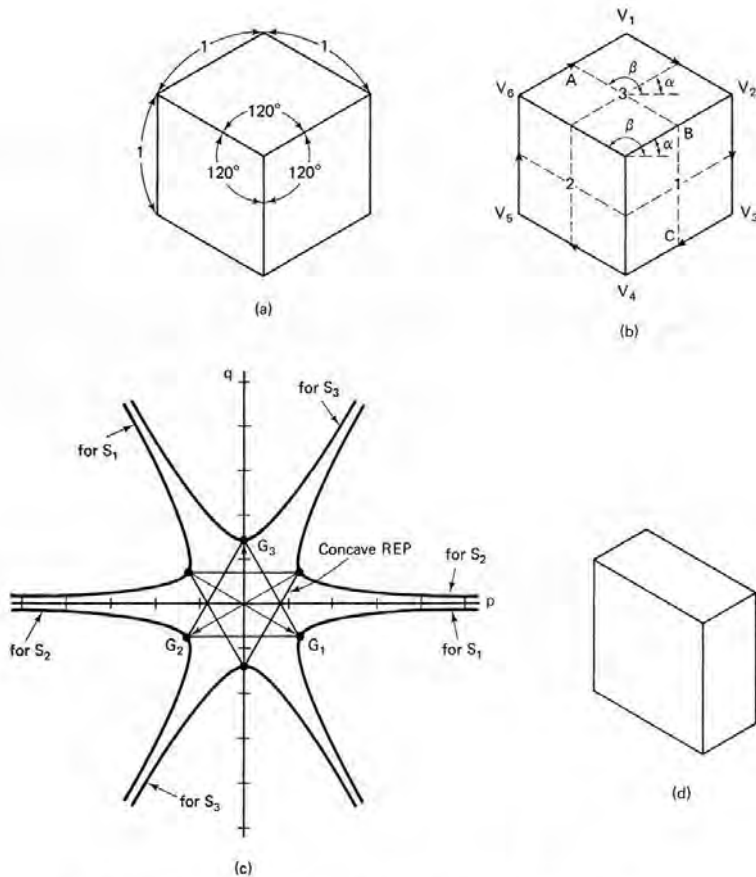 1
1
1
120°
120°
120°
(a)
V₁
V₂
V₃
V₄
V₅
V₆
A
B
C
β
α
3
β
α
2
1
(b)
q
for S₃
for S₁
G₃
Concave REP
for S₂
p
for S₂
G₂
G₁
for S₁
for S₃
(c)
(d)